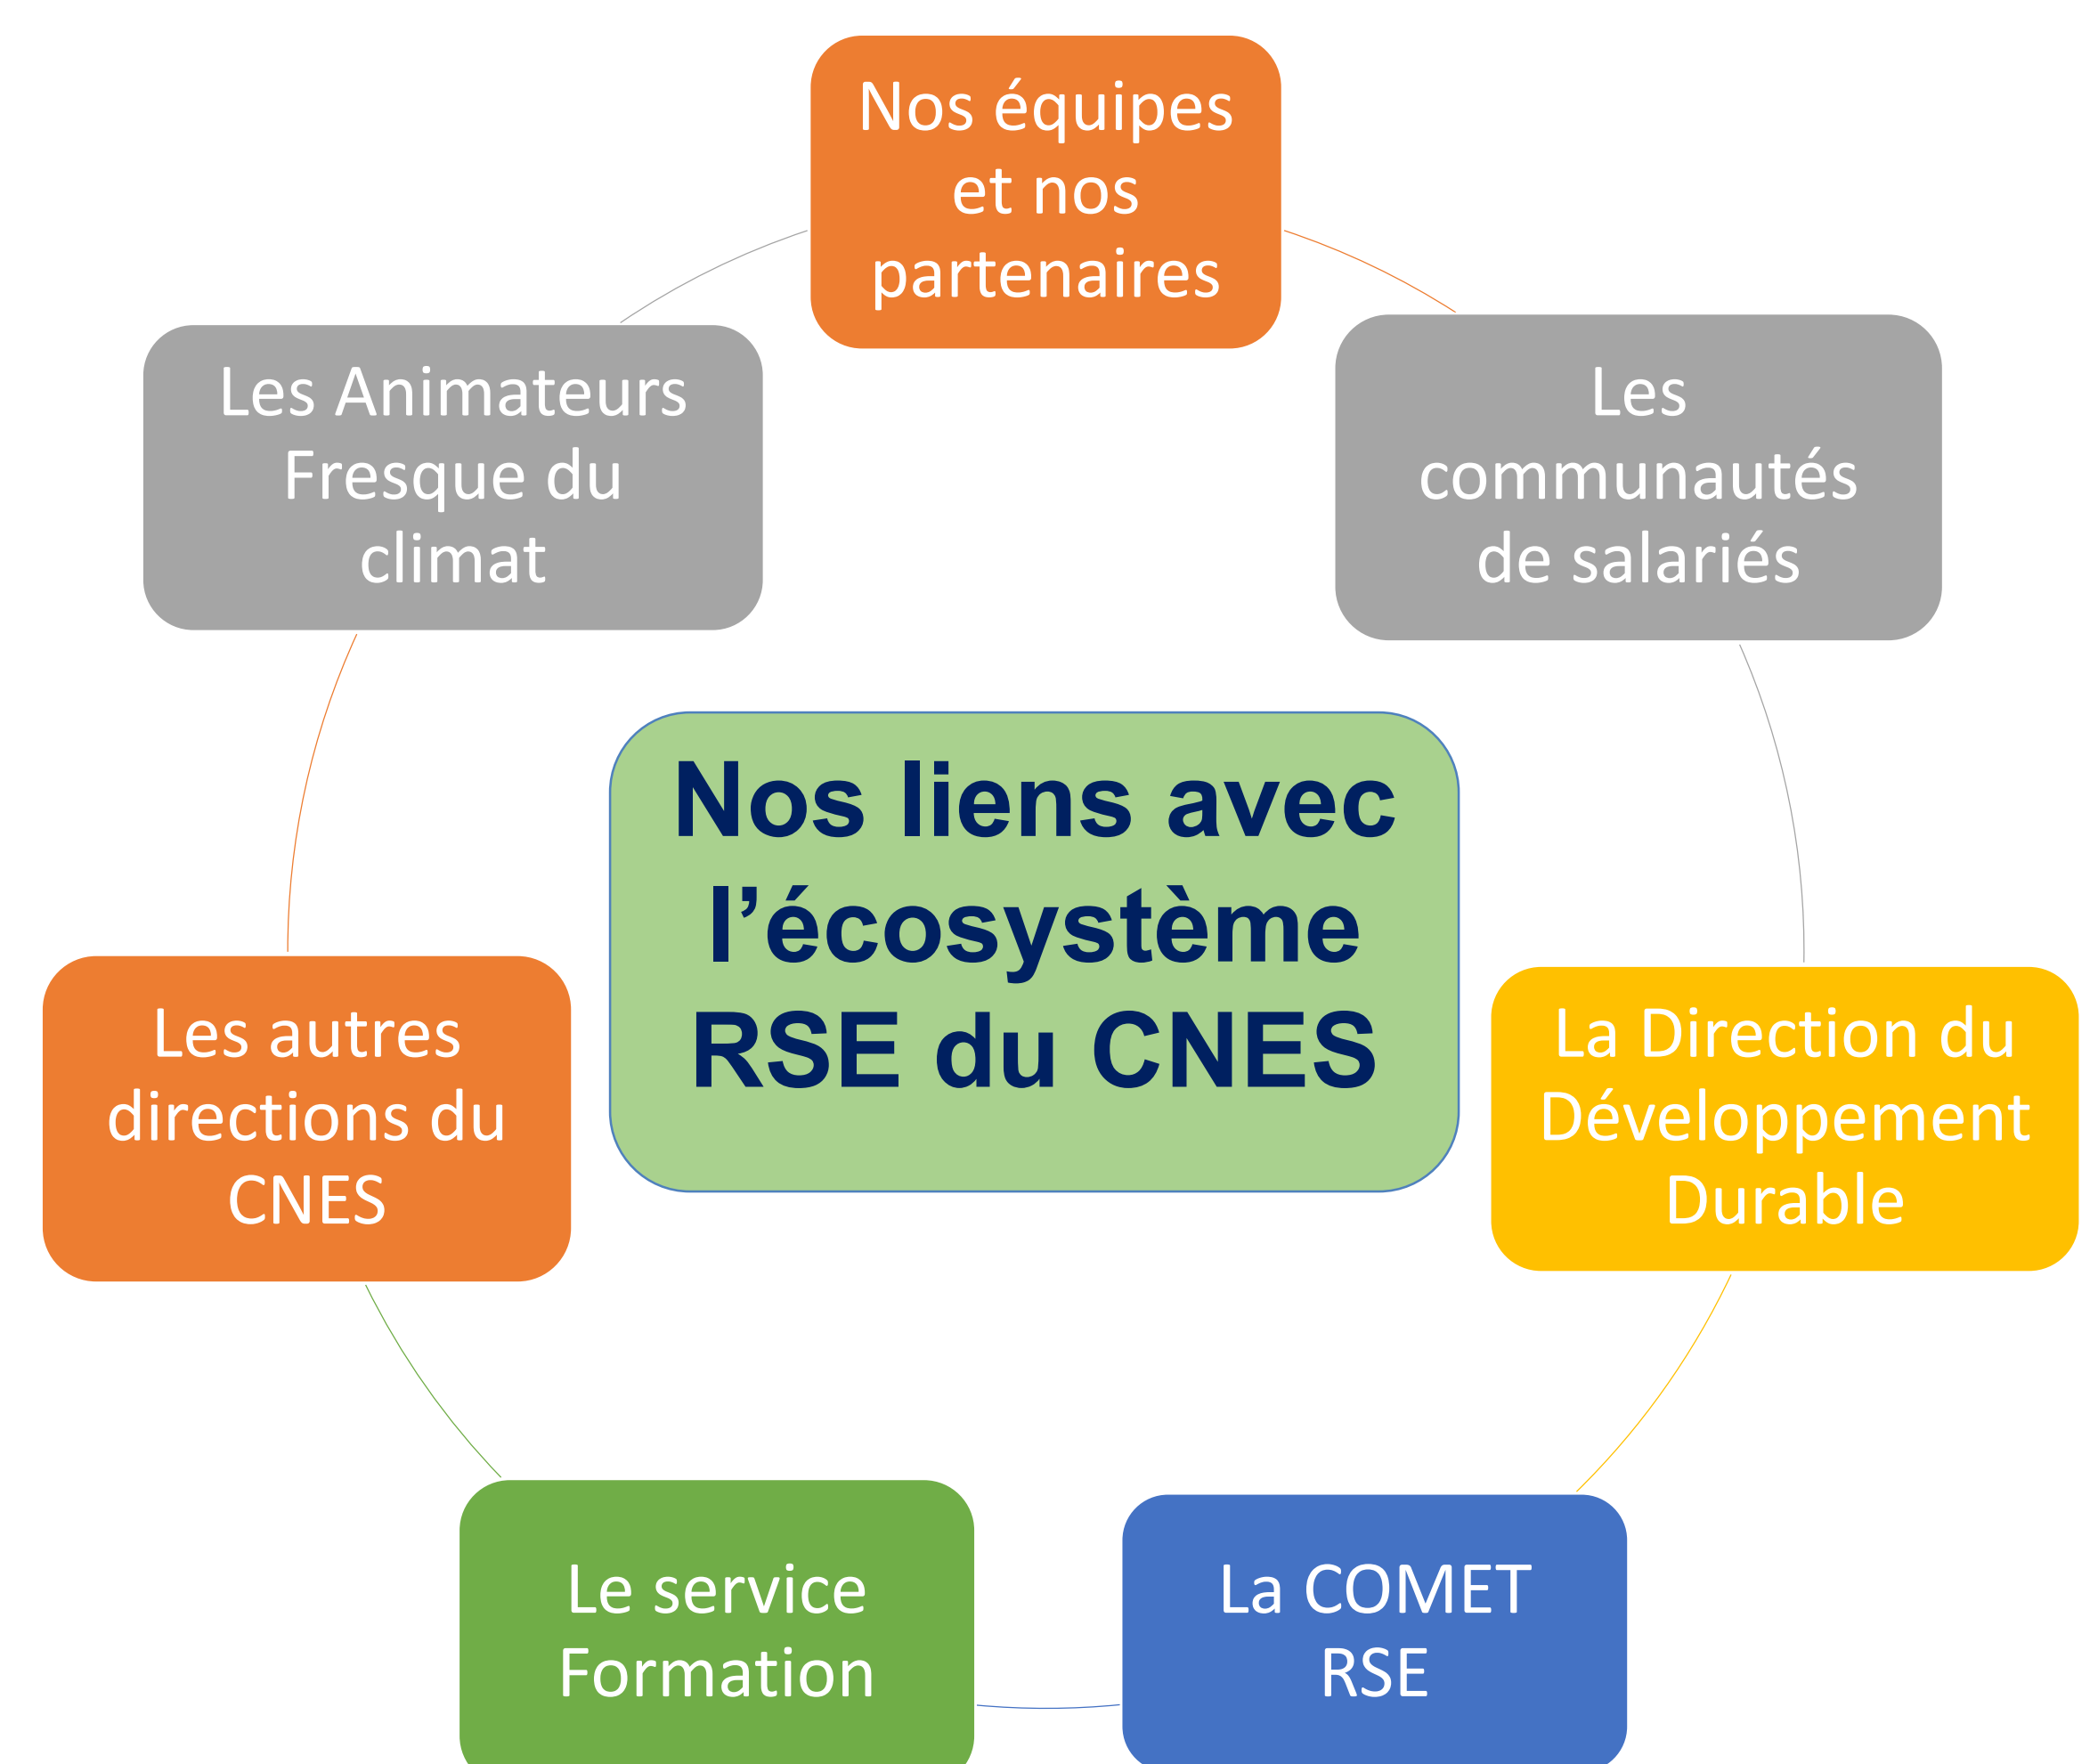 Nos équipes
et nos
partenaires
Les Animateurs
Fresque du
climat
Les
communautés
de salariés
Nos liens avec
l’écosystème
RSE du CNES
Les autres
directions du
CNES
La Direction du
Développement
Durable
Le service
Formation
La COMET
RSE